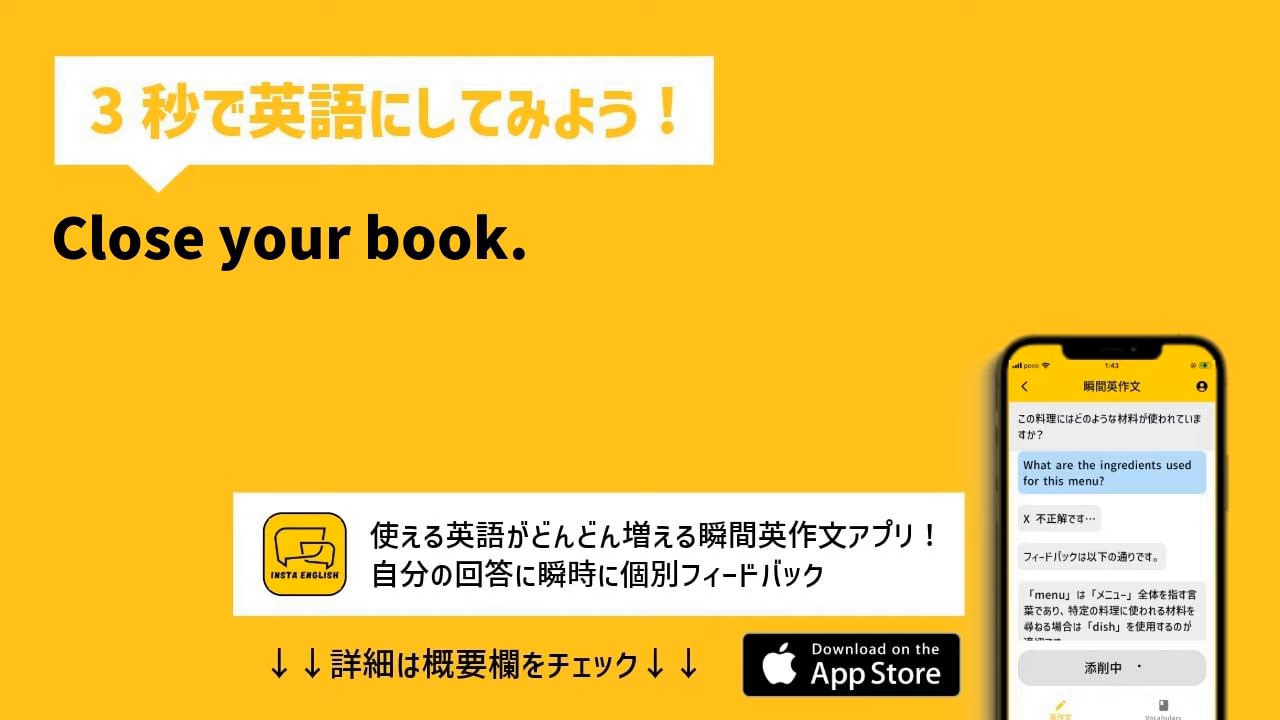 3秒で英語にしてみよう！
Close your book.
povo
1:43
瞬間英作文
この料理にはどのような材料が使われていま
すか？
What are the ingredients used
for this menu?
X 不正解です…
フィードバックは以下の通りです。
「menu」は「メニュー」全体を指す言
葉であり、特定の料理に使われる材料を
尋ねる場合は「dish」を使用するのが
添削中
英作文
Vocabulary
INSTA ENGLISH
使える英語がどんどん増える瞬間英作文アプリ！
自分の回答に瞬時に個別フィードバック
↓↓詳細は概要欄をチェック↓↓
Download on the
App Store